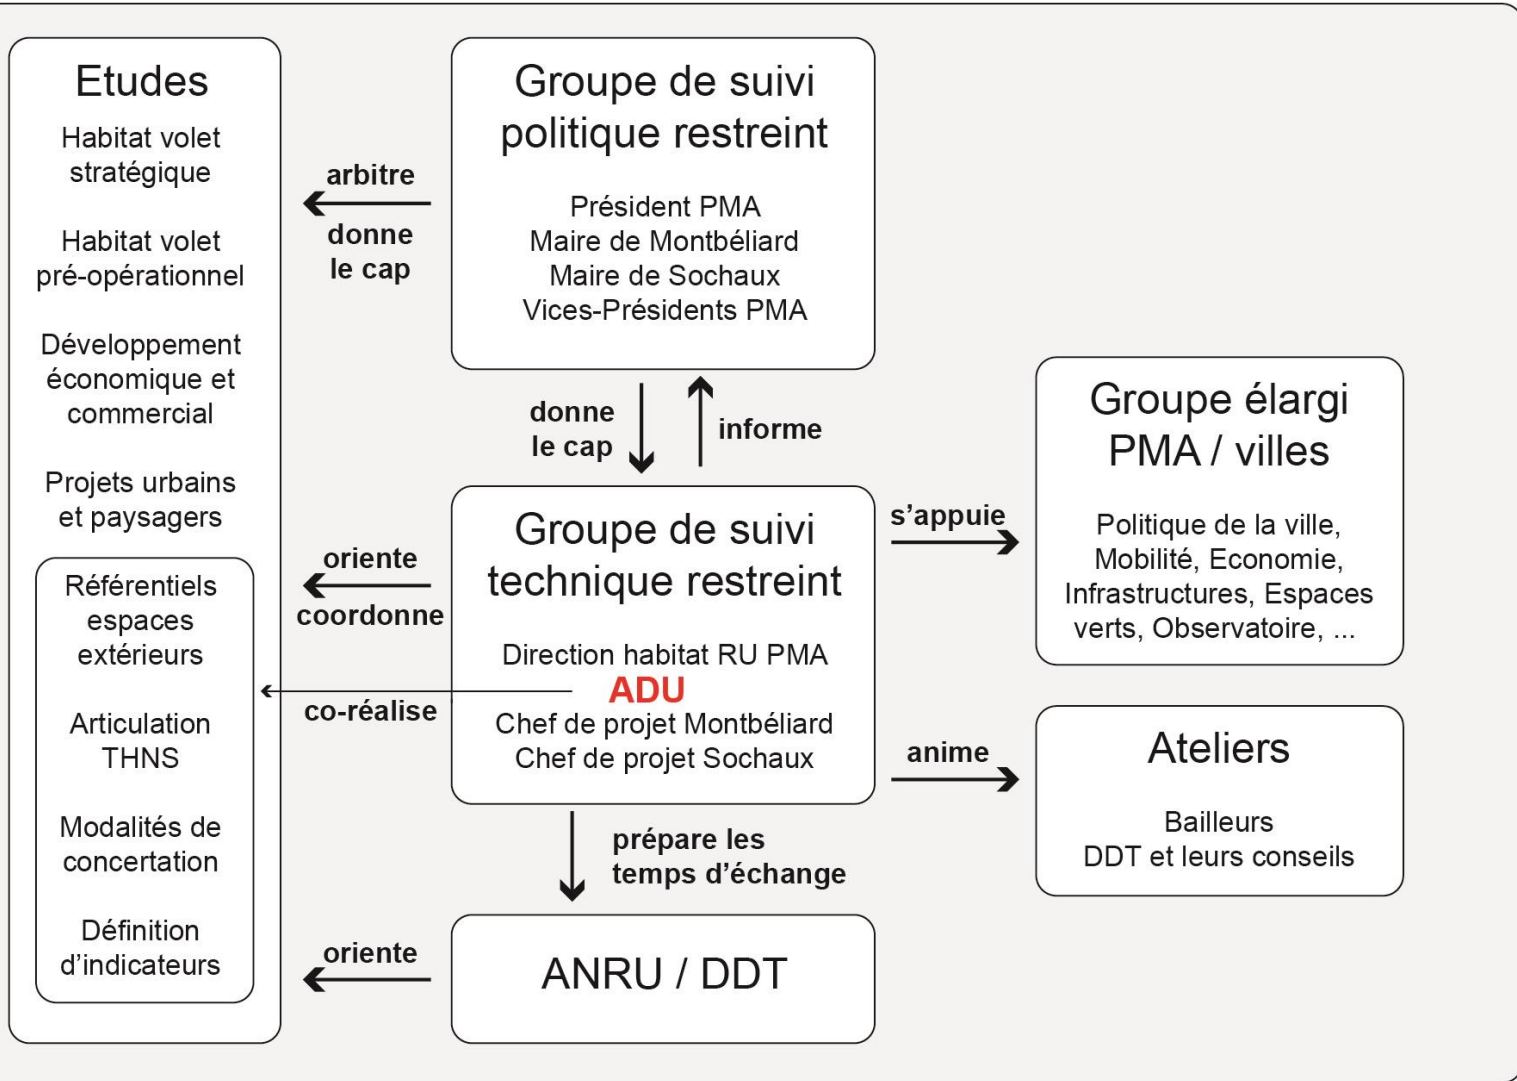 Etudes
Habitat volet
stratégique
Habitat volet
pré-opérationnel
Développement
économique et
commercial
Projets urbains
et paysagers
Référentiels
espaces
extérieurs
Articulation
THNS
Modalités de
concertation
Définition
d'indicateurs
arbitre
donne
le cap
oriente
coordonne
co-réalise
oriente
Groupe de suivi
politique restreint
Président PMA
Maire de Montbéliard
Maire de Sochaux
Vices-Présidents PMA
donne
le cap
informe
Groupe de suivi
technique restreint
Direction habitat RU PMA
ADU
Chef de projet Montbéliard
Chef de projet Sochaux
prépare les
temps d'échange
ANRU / DDT
s'appuie
anime
Groupe élargi
PMA / villes
Politique de la ville,
Mobilité, Economie,
Infrastructures, Espaces
verts, Observatoire, ...
Ateliers
Bailleurs
DDT et leurs conseils